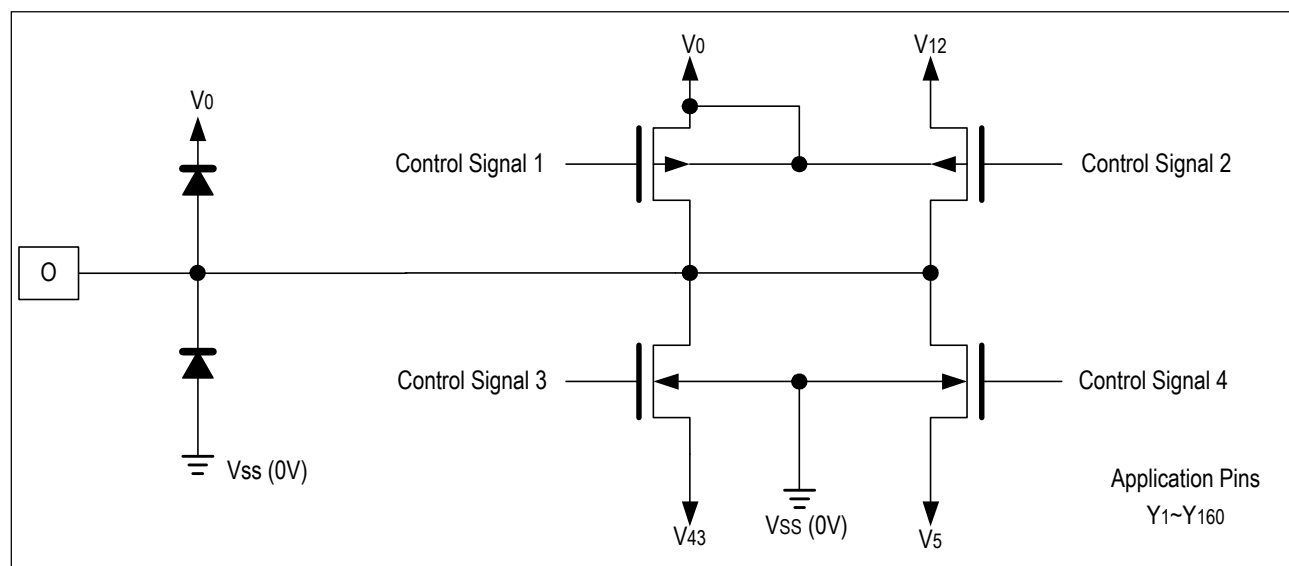 V0
V12
V0
Control Signal 1
Control Signal 2
O
Control Signal 3
Control Signal 4
Vss (0V)
Application Pins
Y1~Y160
V43
VSS (0V)
V5